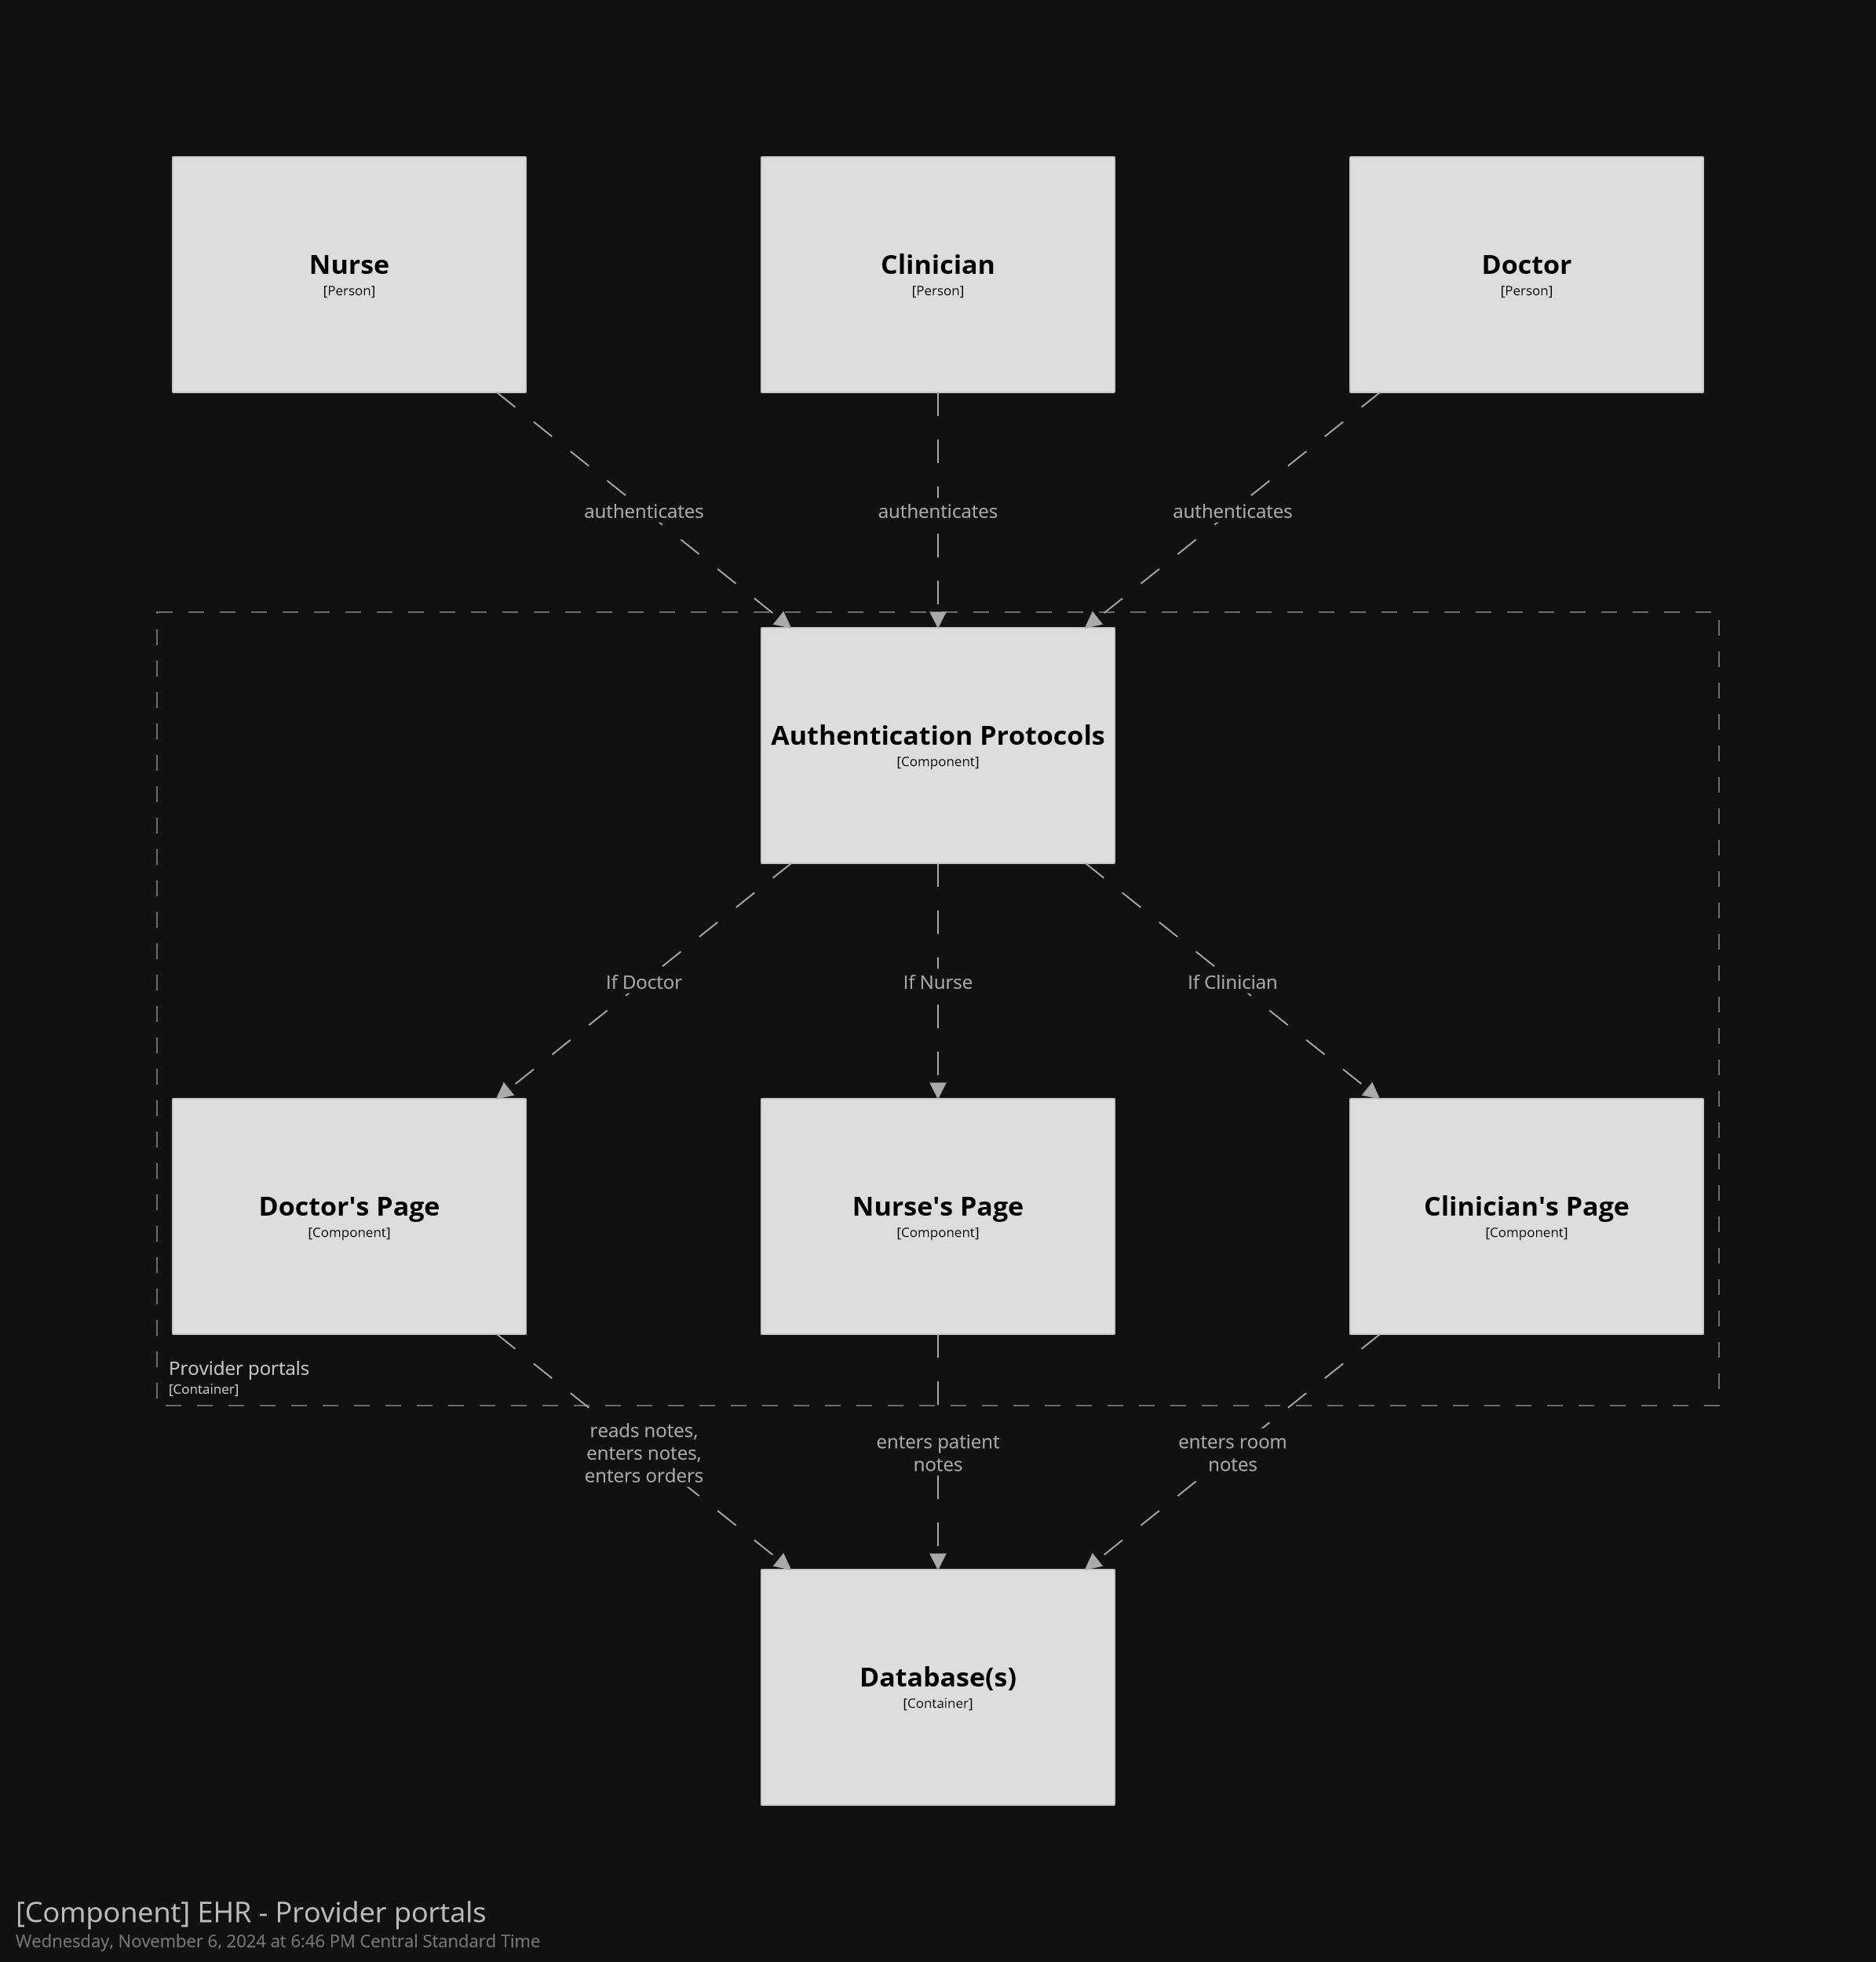 Nurse
[Person]
Clinician
[Person]
Doctor
[Person]
authenticates
authenticates
authenticates
Authentication Protocols
[Component]
If Doctor
If Nurse
If Clinician
Doctor's Page
[Component]
Nurse's Page
[Component]
Clinician's Page
[Component]
Provider portals
[Container]
reads notes,
enters notes,
enters orders
enters patient
notes
enters room
notes
Database(s)
[Container]
[Component] EHR - Provider portals
Wednesday, November 6, 2024 at 6:46 PM Central Standard Time